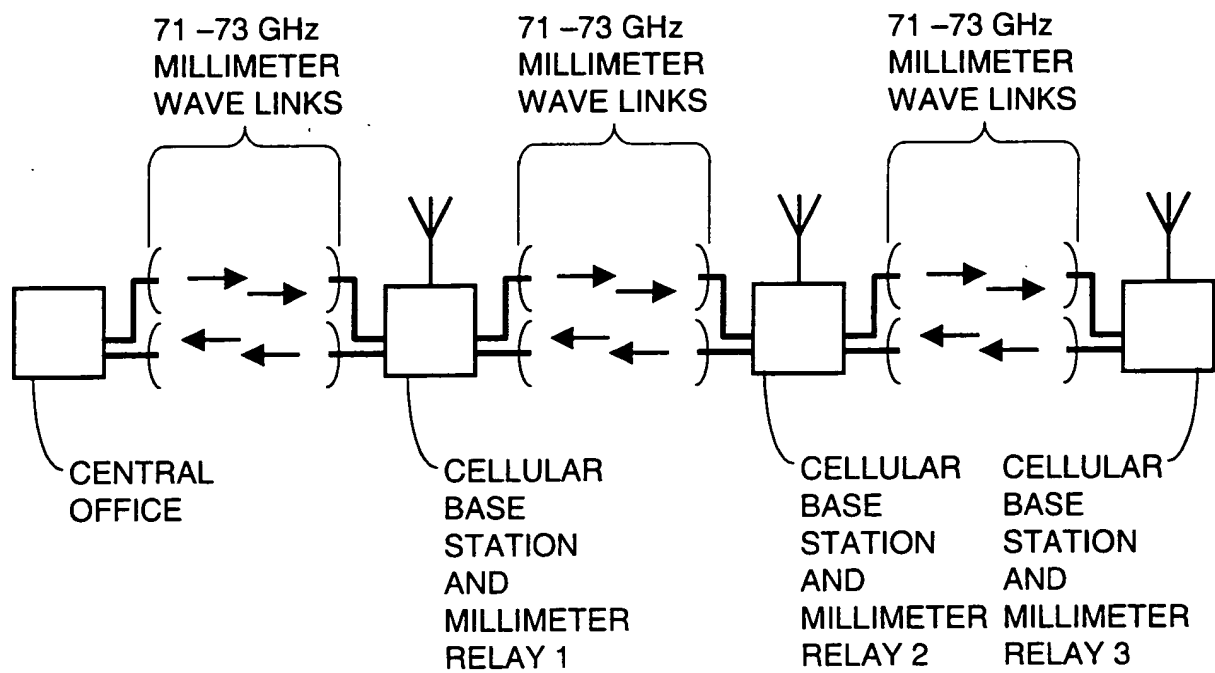 71 –73 GHz
MILLIMETER
WAVE LINKS
71 –73 GHz
MILLIMETER
WAVE LINKS
71 –73 GHz
MILLIMETER
WAVE LINKS
CENTRAL
OFFICE
CELLULAR
BASE
STATION
AND
MILLIMETER
RELAY 1
CELLULAR
BASE
STATION
AND
MILLIMETER
RELAY 2
CELLULAR
BASE
STATION
AND
MILLIMETER
RELAY 3